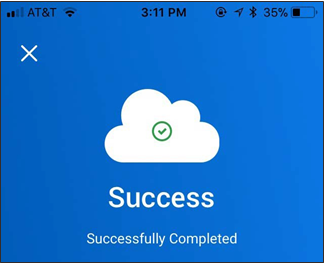 AT&T 3:11 PM 35%
Success
Successfully Completed